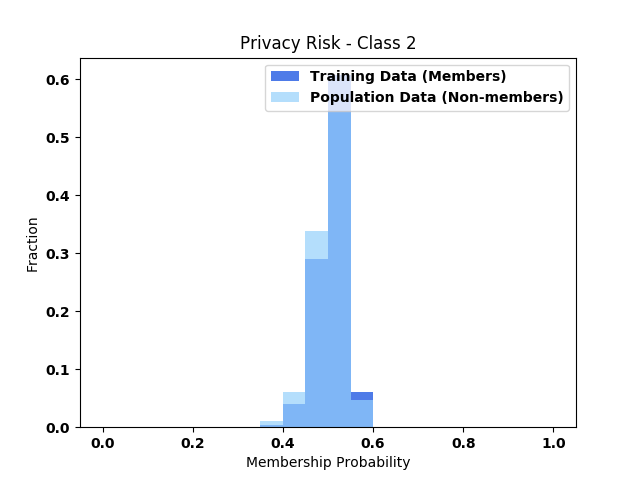 Privacy Risk - Class 2
Training Data (Members)
Population Data (Non-members)
0.6
0.5
0.4
0.3
0.2
0.1
0.0
Fraction
0.0 0.2 0.4 0.6 0.8 1.0
Membership Probability